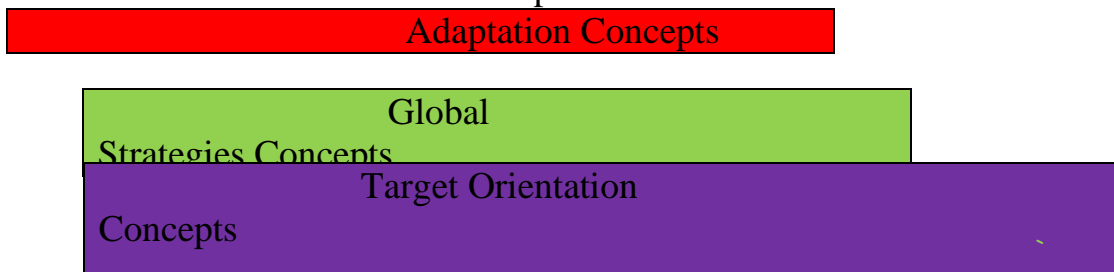 Adaptation Concepts
Global
Strategies Concepts
Target Orientation
Concepts